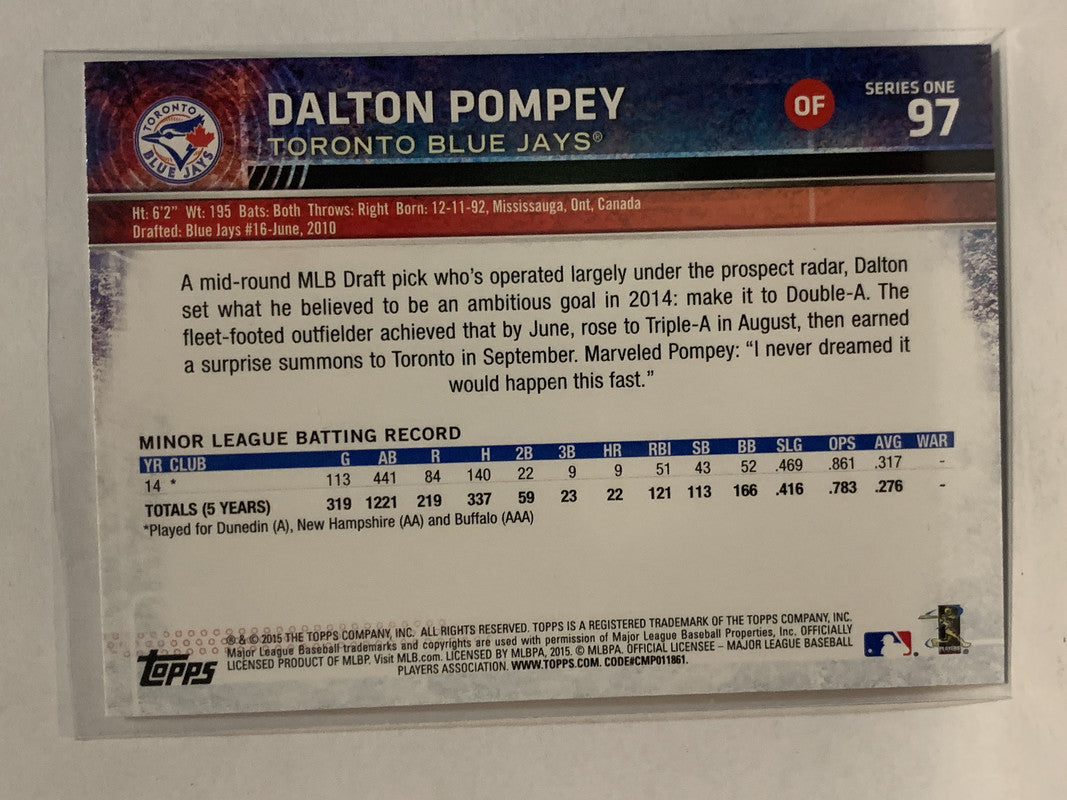 TORONTO
BLUE JAYS
DALTON POMPEY
TORONTO BLUE JAYS®
OF
SERIES ONE
97
Ht: 6'2" Wt: 195 Bats: Both Throws: Right Born: 12-11-92, Mississauga, Ont, Canada
Drafted: Blue Jays #16-June, 2010
A mid-round MLB Draft pick who's operated largely under the prospect radar, Dalton
set what he believed to be an ambitious goal in 2014: make it to Double-A. The
fleet-footed outfielder achieved that by June, rose to Triple-A in August, then earned
a surprise summons to Toronto in September. Marveled Pompey: “I never dreamed it
would happen this fast.”
MINOR LEAGUE BATTING RECORD
YR CLUB G AB R H 2B 3B HR RBI SB BB SLG OPS AVG WAR
14 * 113 441 84 140 22 9 9 51 43 52 .469 .861 .317 -
TOTALS (5 YEARS) 319 1221 219 337 59 23 22 121 113 166 .416 .783 .276 -
*Played for Dunedin (A), New Hampshire (AA) and Buffalo (AAA)
topps
® & © 2015 THE TOPPS COMPANY, INC. ALL RIGHTS RESERVED. TOPPS IS A REGISTERED TRADEMARK OF THE TOPPS COMPANY, INC.
Major League Baseball trademarks and copyrights are used with permission of Major League Baseball Properties, Inc. OFFICIALLY
LICENSED PRODUCT OF MLBP. Visit MLB.com. LICENSED BY MLBPA, 2015. © MLBPA. OFFICIAL LICENSEE – MAJOR LEAGUE BASEBALL
PLAYERS ASSOCIATION. WWW.TOPPS.COM. CODE#CMP011861.